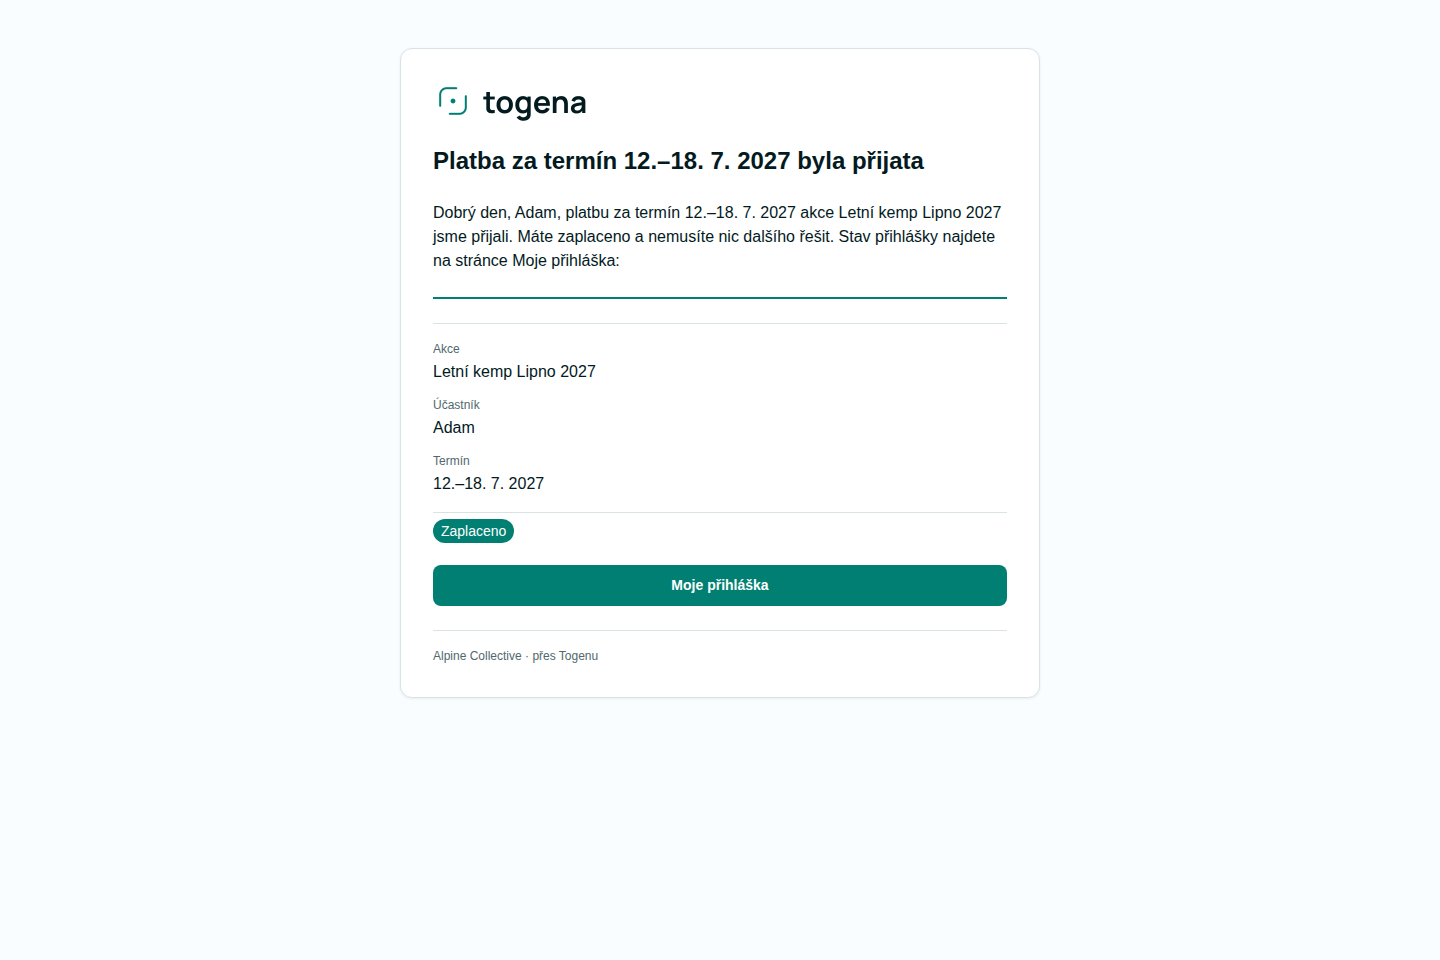 togena
Platba za termín 12.–18. 7. 2027 byla přijata
Dobrý den, Adam, platbu za termín 12.–18. 7. 2027 akce Letní kemp Lipno 2027
jsme přijali. Máte zaplaceno a nemusíte nic dalšího řešit. Stav přihlášky najdete
na stránce Moje přihláška:
Akce
Letní kemp Lipno 2027
Účastník
Adam
Termín
12.–18. 7. 2027
Zaplaceno
Moje přihláška
Alpine Collective · přes Togenu